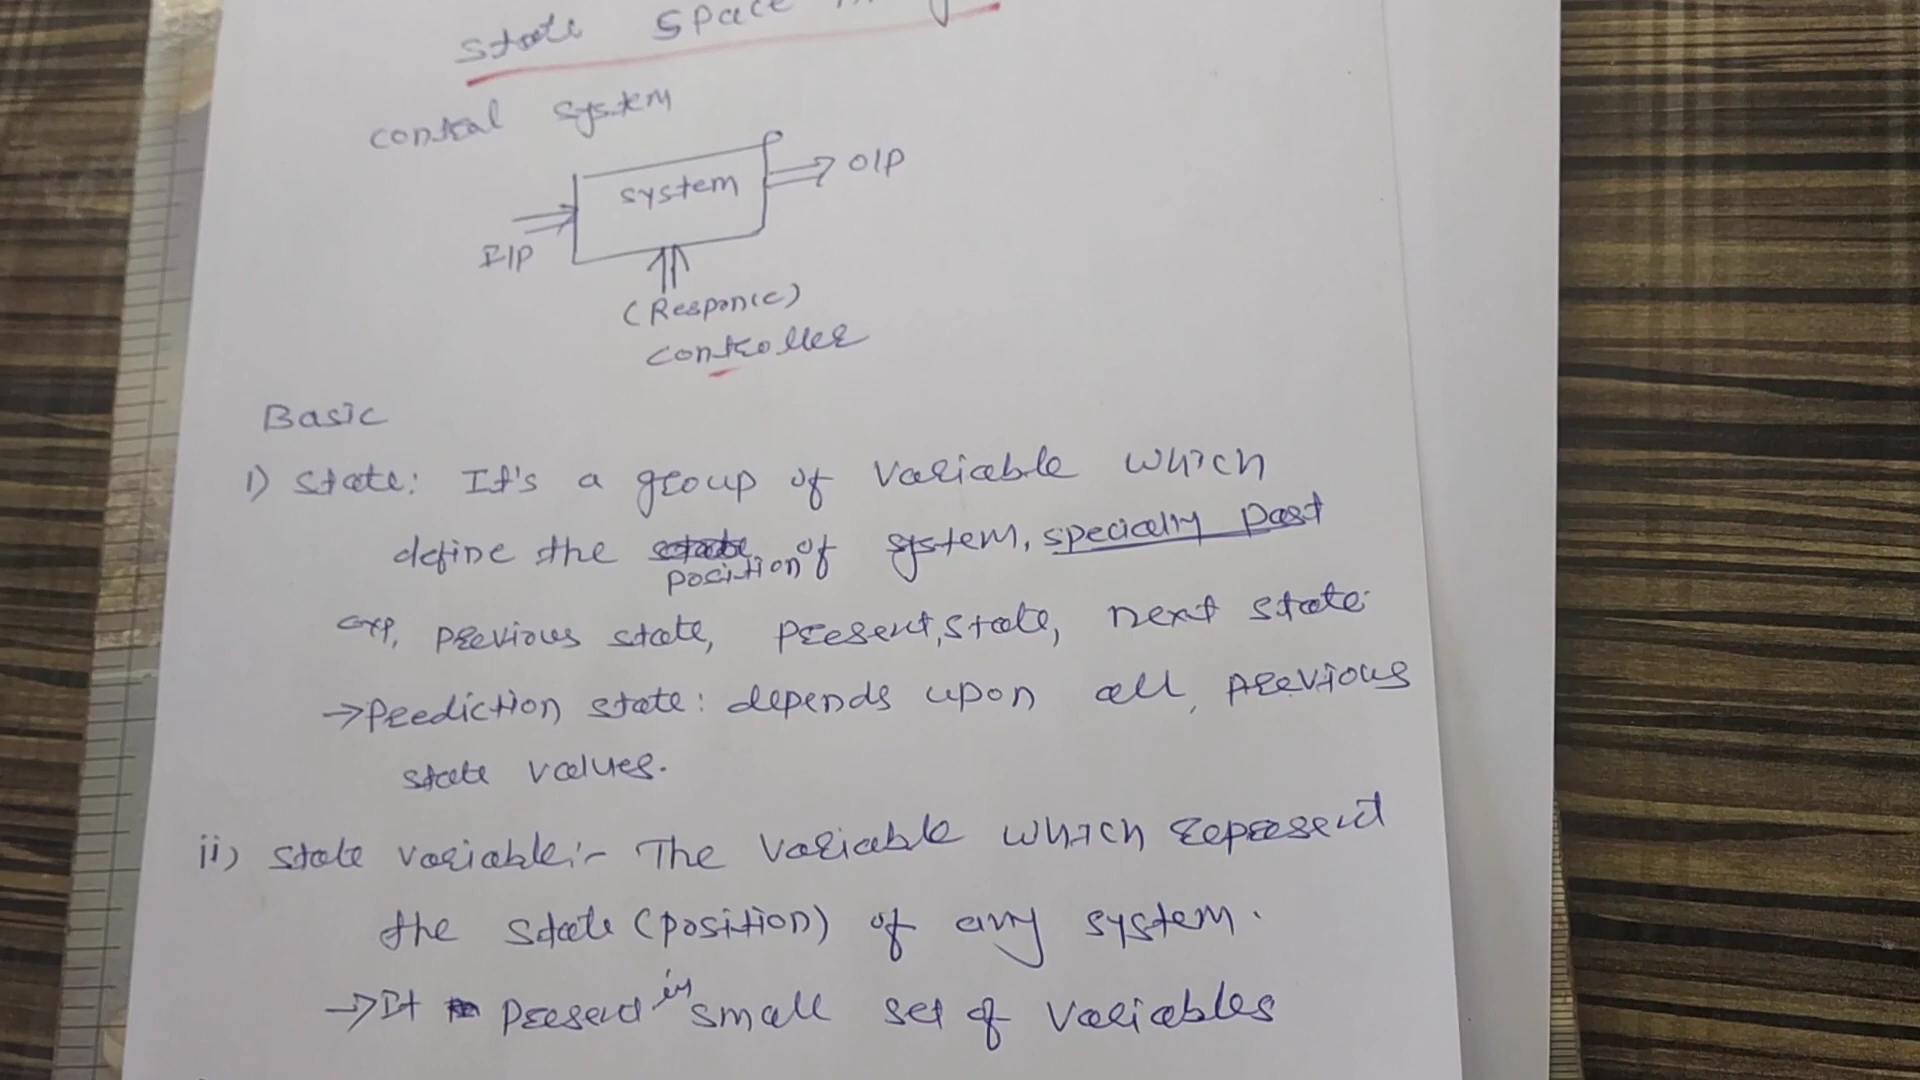 State Space
control system
system
O/P
I/P
(Responce)
controller
Basic
i) State: It's a group of Variable which
define the of system, specially past
position
exp, previous state, present, state, next state.
→ Prediction state: depends upon all, previous
state values.
ii) State variable:- The Variable which represent
the state (position) of any system.
→ It present in small set of Variables